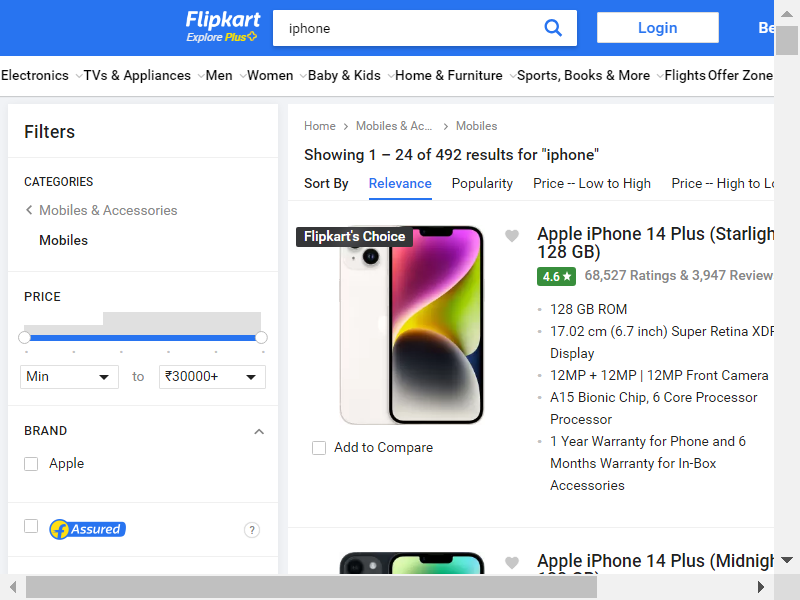 Flipkart
Explore Plus
iphone
Login
Be
Electronics TVs & Appliances Men Women Baby & Kids Home & Furniture Sports, Books & More Flights Offer Zone
Filters
CATEGORIES
Mobiles & Accessories
Mobiles
PRICE
Min to ₹30000+
BRAND
Apple
Assured
?
Home Mobiles & Ac... Mobiles
Showing 1 – 24 of 492 results for "iphone"
Sort By Relevance Popularity Price -- Low to High Price -- High to Lo
Flipkart's Choice
Add to Compare
Apple iPhone 14 Plus (Starligh
128 GB)
4.6★ 68,527 Ratings & 3,947 Review
128 GB ROM
17.02 cm (6.7 inch) Super Retina XDR
Display
12MP + 12MP | 12MP Front Camera
A15 Bionic Chip, 6 Core Processor
Processor
1 Year Warranty for Phone and 6
Months Warranty for In-Box
Accessories
Apple iPhone 14 Plus (Midnigh
128 GB)